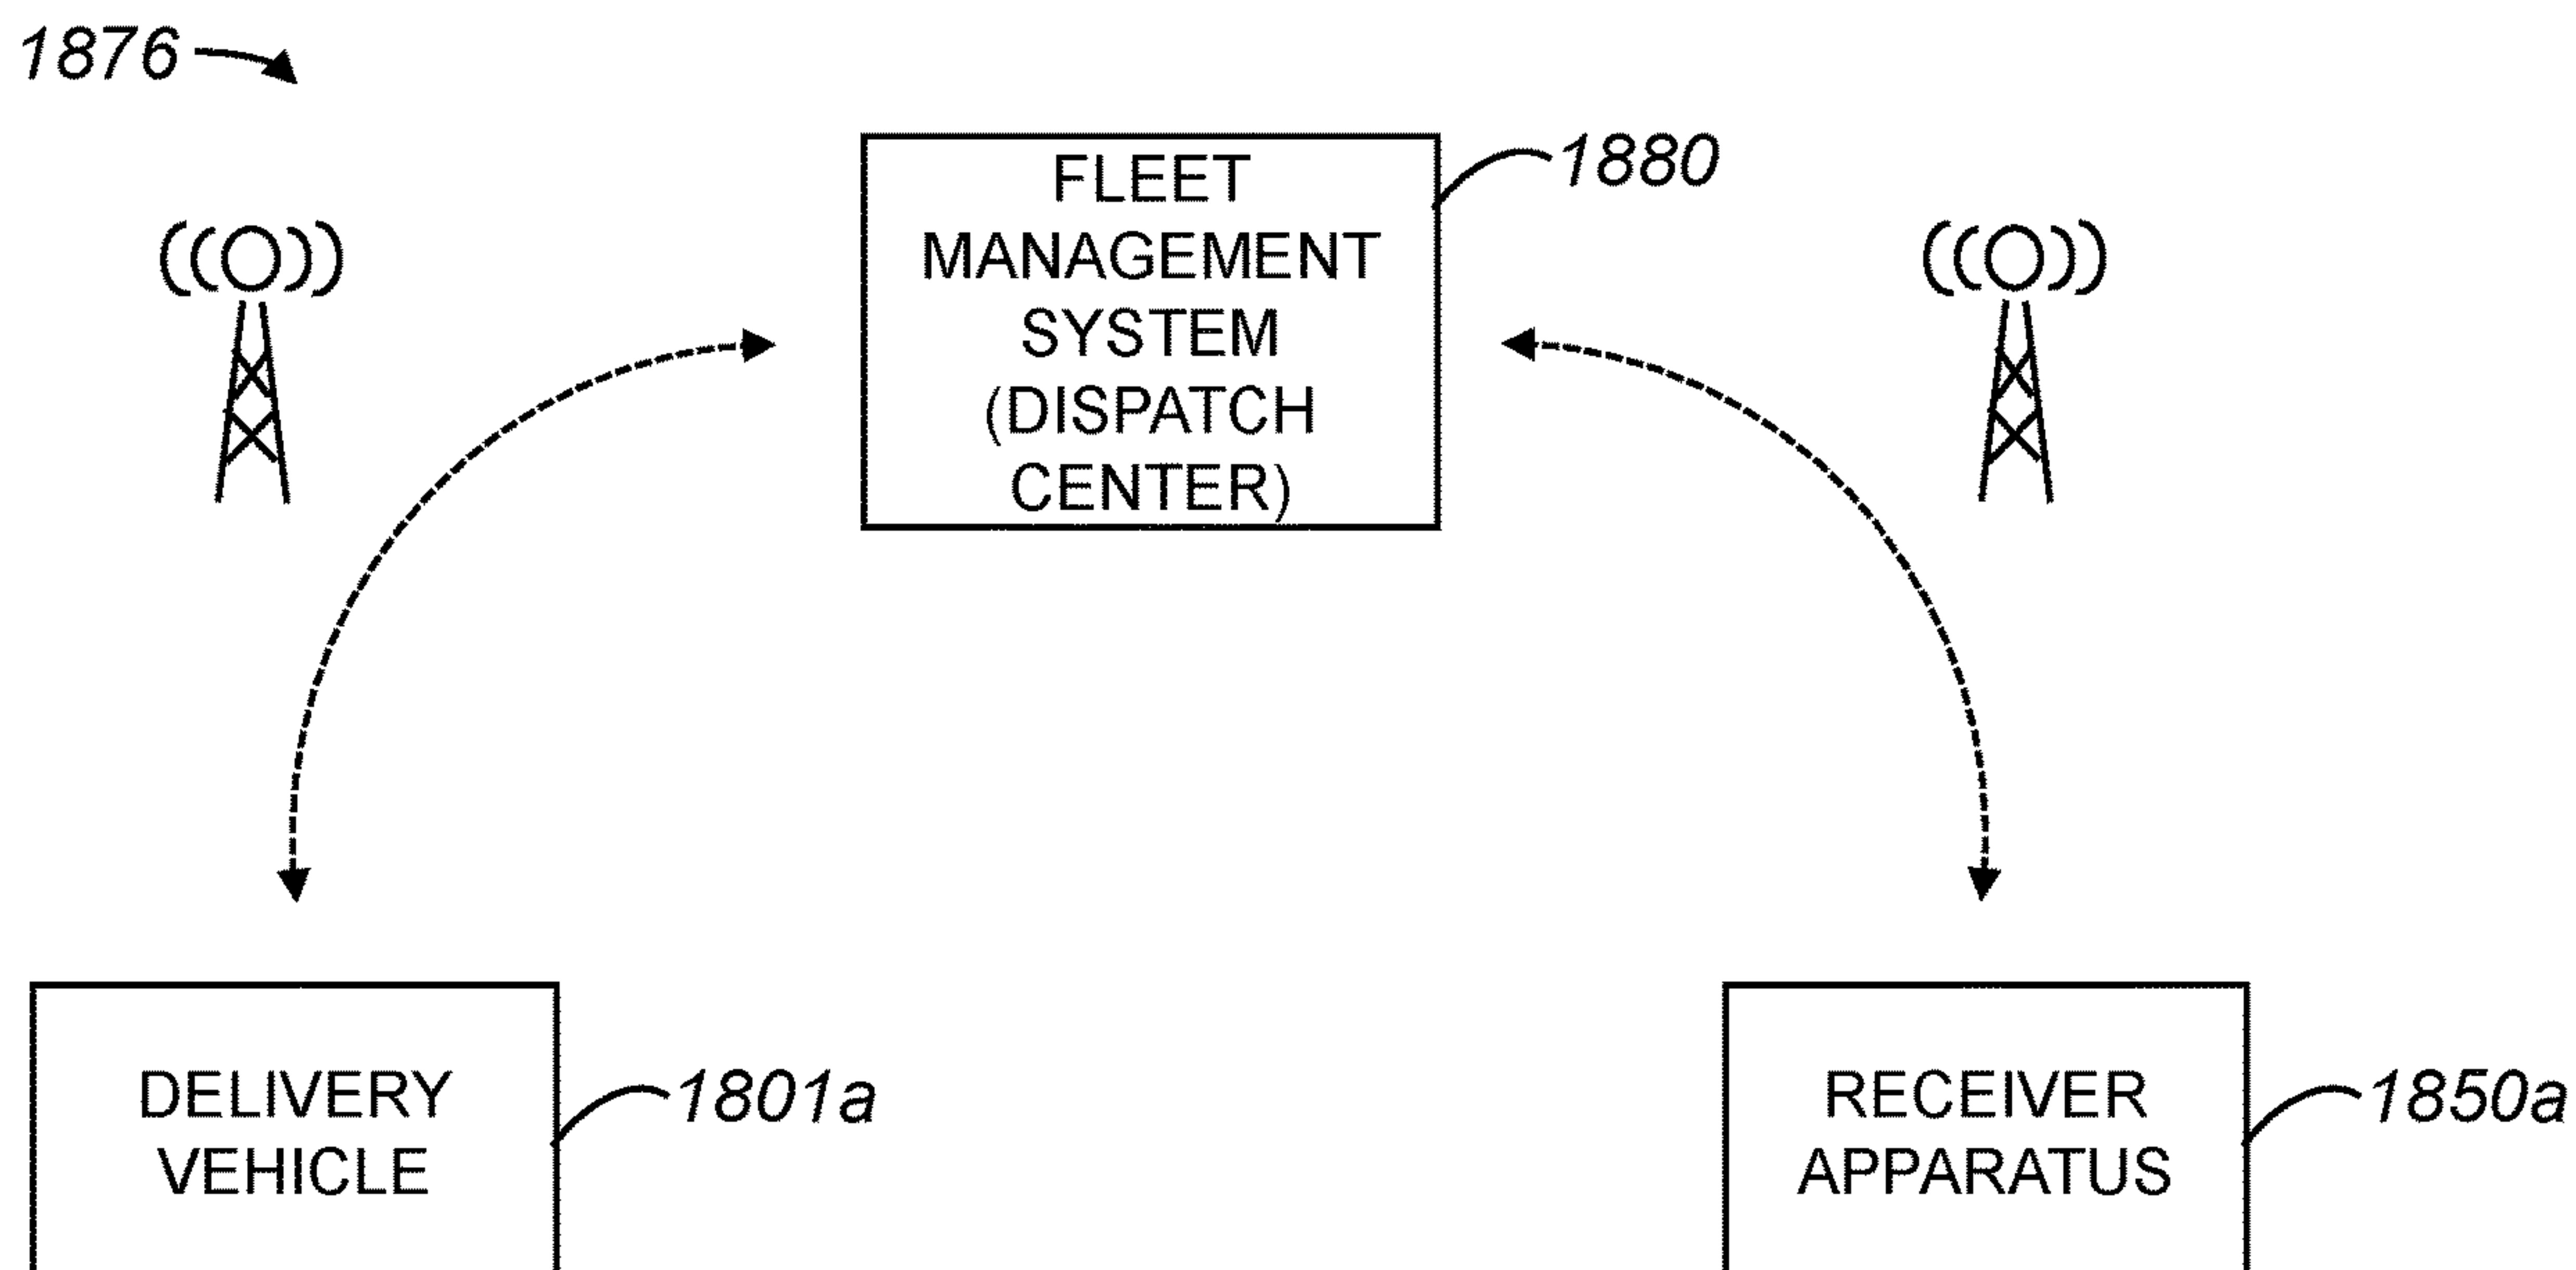 1876
FLEET
MANAGEMENT
SYSTEM
(DISPATCH
CENTER)
1880
DELIVERY
VEHICLE
1801a
RECEIVER
APPARATUS
1850a